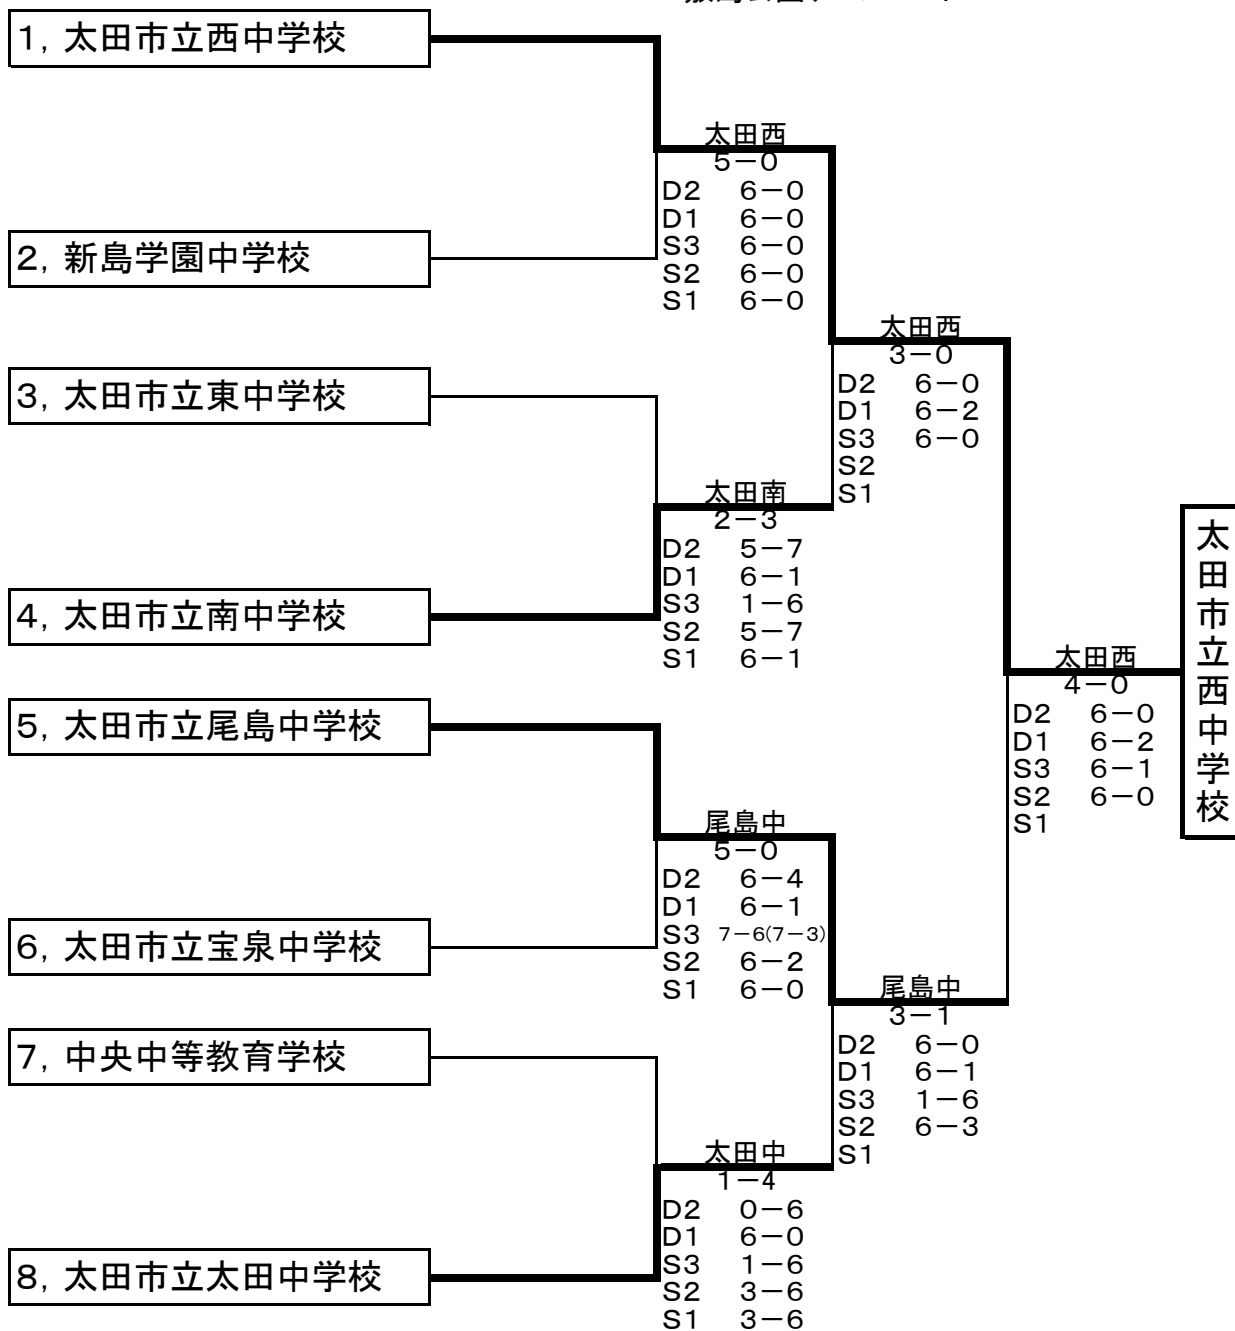 1，太田市立西中学校
太田西
5－0
D2 6－0
D1 6－0
S3 6－0
S2 6－0
S1 6－0
2，新島学園中学校
太田西
3－0
D2 6－0
D1 6－2
S3 6－0
S2
S1
3，太田市立東中学校
太田南
2－3
D2 5－7
D1 6－1
S3 1－6
S2 5－7
S1 6－1
4，太田市立南中学校
太田西
4－0
D2 6－0
D1 6－2
S3 6－1
S2 6－0
S1
太田市立西中学校
5，太田市立尾島中学校
尾島中
5－0
D2 6－4
D1 6－1
S3 7－6(7－3)
S2 6－2
S1 6－0
6，太田市立宝泉中学校
尾島中
3－1
D2 6－0
D1 6－1
S3 1－6
S2 6－3
S1
7，中央中等教育学校
太田中
1－4
D2 0－6
D1 6－0
S3 1－6
S2 3－6
S1 3－6
8，太田市立太田中学校